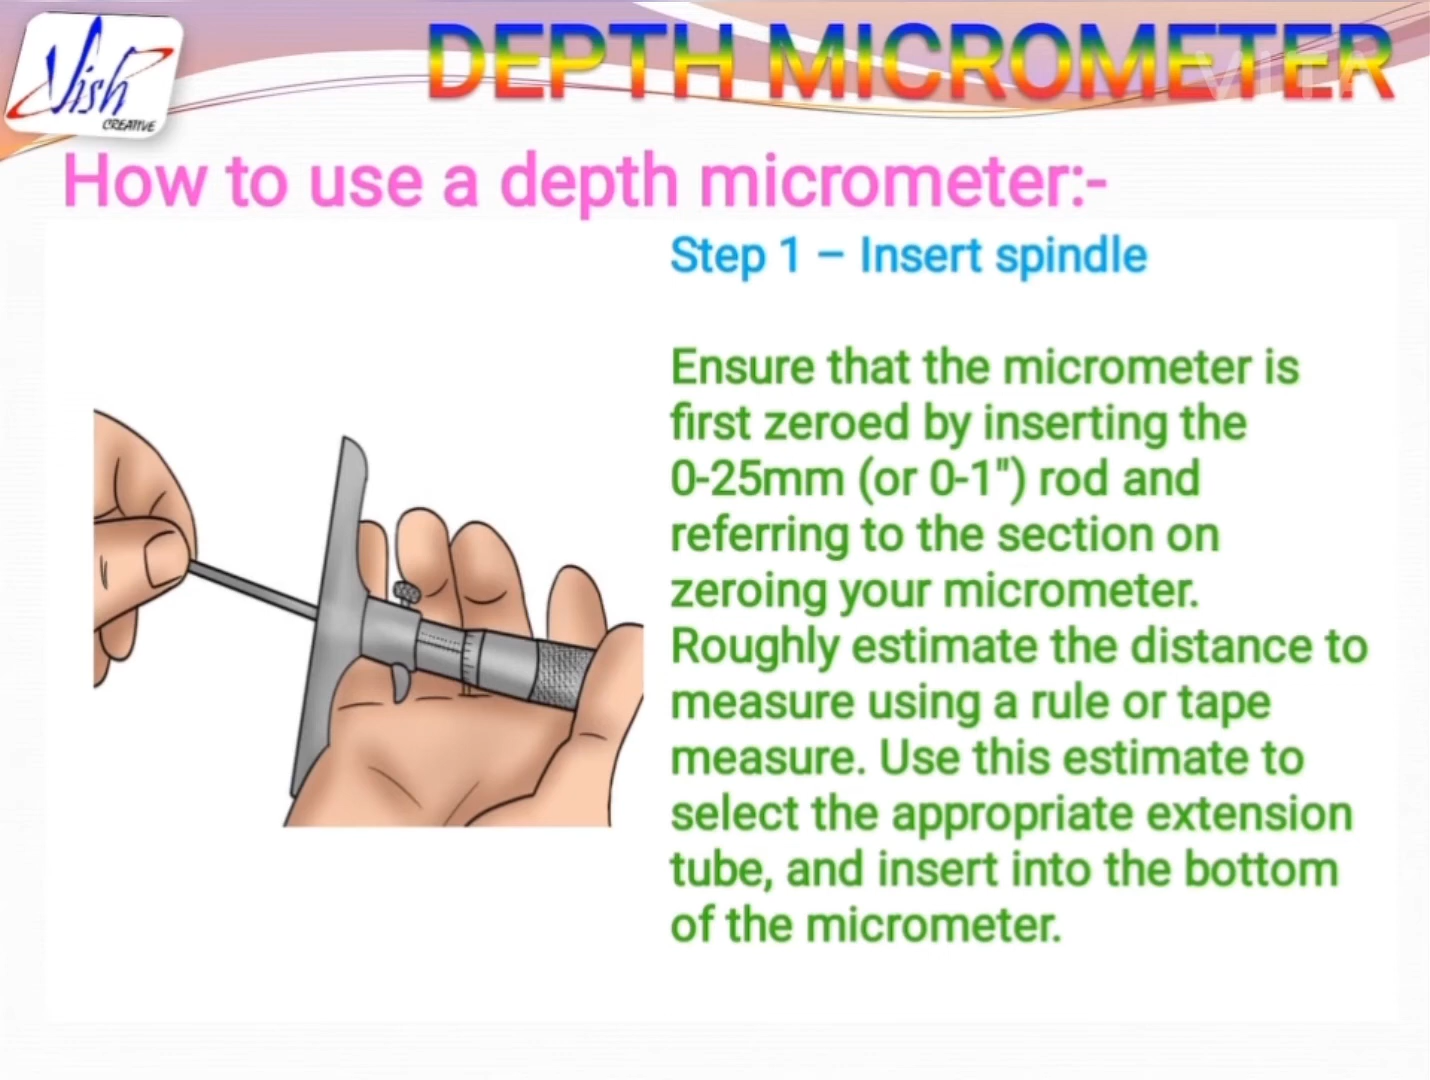 Vish
CREATIVE
DEPTH MICROMETER
VITA
How to use a depth micrometer:-
Step 1 – Insert spindle
Ensure that the micrometer is
first zeroed by inserting the
0-25mm (or 0-1") rod and
referring to the section on
zeroing your micrometer.
Roughly estimate the distance to
measure using a rule or tape
measure. Use this estimate to
select the appropriate extension
tube, and insert into the bottom
of the micrometer.